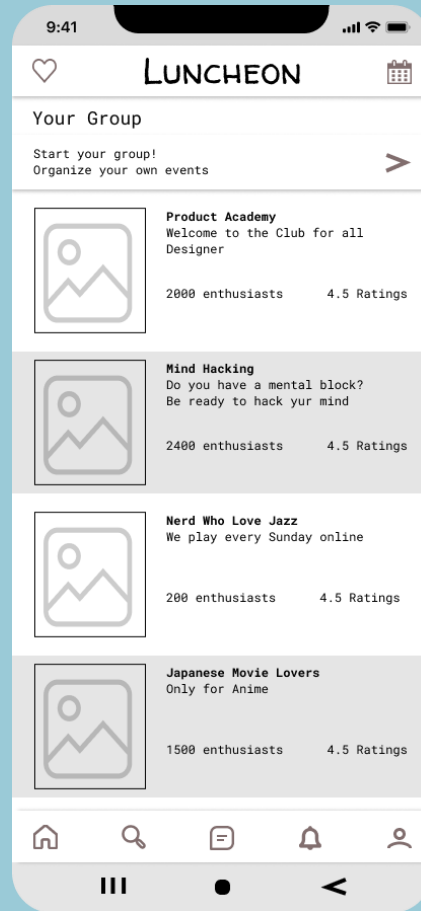 9:41
Luncheon
Your Group
Start your group!
Organize your own events
Product Academy
Welcome to the Club for all
Designer
2000 enthusiasts 4.5 Ratings
Mind Hacking
Do you have a mental block?
Be ready to hack yur mind
2400 enthusiasts 4.5 Ratings
Nerd Who Love Jazz
We play every Sunday online
200 enthusiasts 4.5 Ratings
Japanese Movie Lovers
Only for Anime
1500 enthusiasts 4.5 Ratings